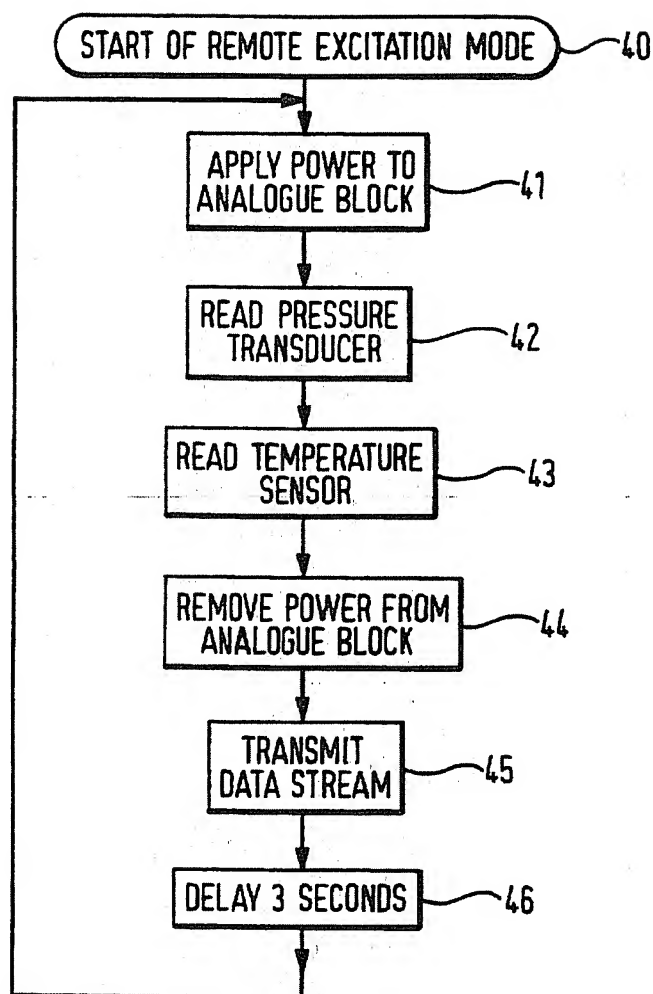 START OF REMOTE EXCITATION MODE 40
APPLY POWER TO
ANALOGUE BLOCK 41
READ PRESSURE
TRANSDUCER 42
READ TEMPERATURE
SENSOR 43
REMOVE POWER FROM
ANALOGUE BLOCK 44
TRANSMIT
DATA STREAM 45
DELAY 3 SECONDS 46